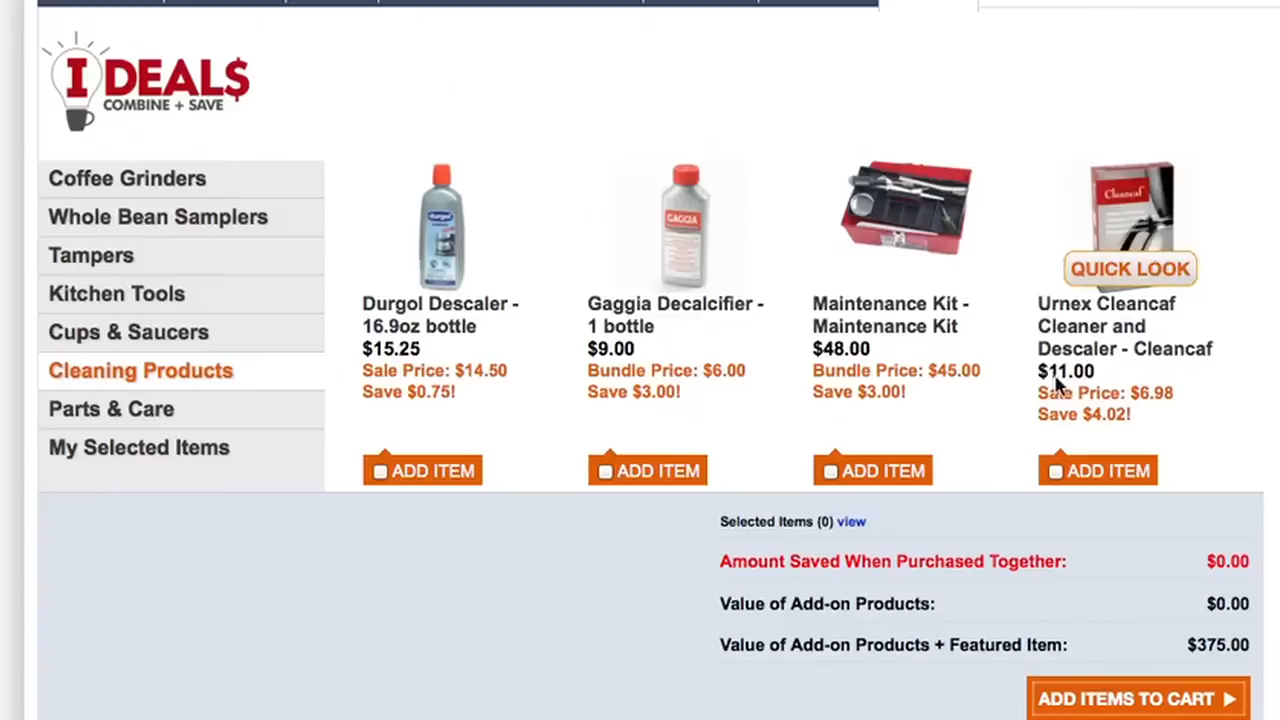 I DEAL$
COMBINE + SAVE
Coffee Grinders
Whole Bean Samplers
Tampers
Kitchen Tools
Cups & Saucers
Cleaning Products
Parts & Care
My Selected Items
durgol
Durgol Descaler -
16.9oz bottle
$15.25
Sale Price: $14.50
Save $0.75!
ADD ITEM
GAGGIA
Gaggia Decalcifier -
1 bottle
$9.00
Bundle Price: $6.00
Save $3.00!
ADD ITEM
Maintenance Kit -
Maintenance Kit
$48.00
Bundle Price: $45.00
Save $3.00!
ADD ITEM
Cleancaf
QUICK LOOK
Urnex Cleancaf
Cleaner and
Descaler - Cleancaf
$11.00
Sale Price: $6.98
Save $4.02!
ADD ITEM
Selected Items (0) view
Amount Saved When Purchased Together: $0.00
Value of Add-on Products: $0.00
Value of Add-on Products + Featured Item: $375.00
ADD ITEMS TO CART